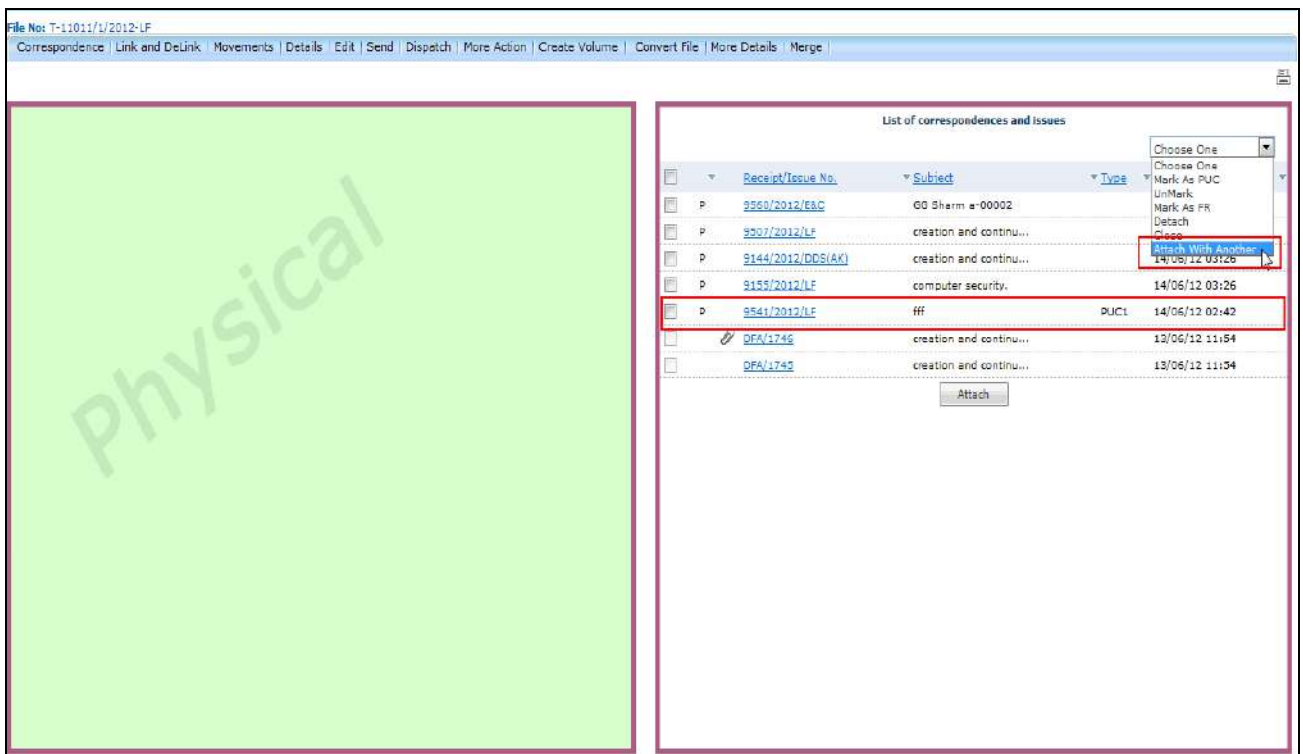 File No: T-11011/1/2012-LF
Correspondence | Link and DeLink | Movements | Details | Edit | Send | Dispatch | More Action | Create Volume | Convert File | More Details | Merge |
Physical
List of correspondences and issues
Choose One
Choose One
Mark As PUC
UnMark
Mark As FR
Detach
Close
Attach With Another
Receipt/Issue No. Subject Type
P 9560/2012/E&C GG Sharm a-00002
P 9507/2012/LF creation and continu...
P 9144/2012/DDS(AK) creation and continu... 14/06/12 03:26
P 9155/2012/LF computer security. 14/06/12 03:26
P 9541/2012/LF fff PUC1 14/06/12 02:42
DFA/1746 creation and continu... 13/06/12 11:54
DFA/1745 creation and continu... 13/06/12 11:54
Attach